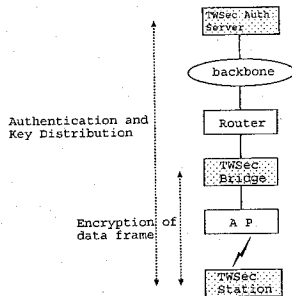 TWSec Auth
Server
backbone
Authentication and
Key Distribution
Router
TWSec
Bridge
Encryption of
data frame
A P
TWSec
Station